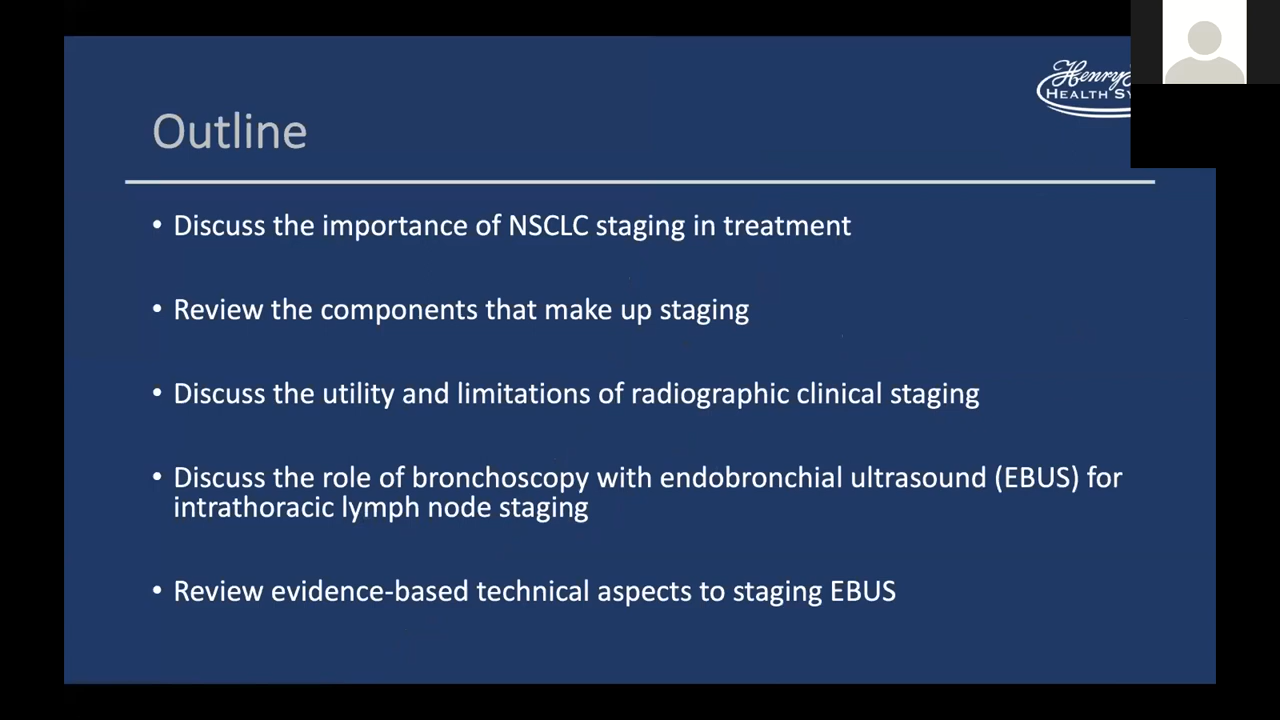 Henry
HEALTH
Outline
• Discuss the importance of NSCLC staging in treatment
• Review the components that make up staging
• Discuss the utility and limitations of radiographic clinical staging
• Discuss the role of bronchoscopy with endobronchial ultrasound (EBUS) for
intrathoracic lymph node staging
• Review evidence-based technical aspects to staging EBUS